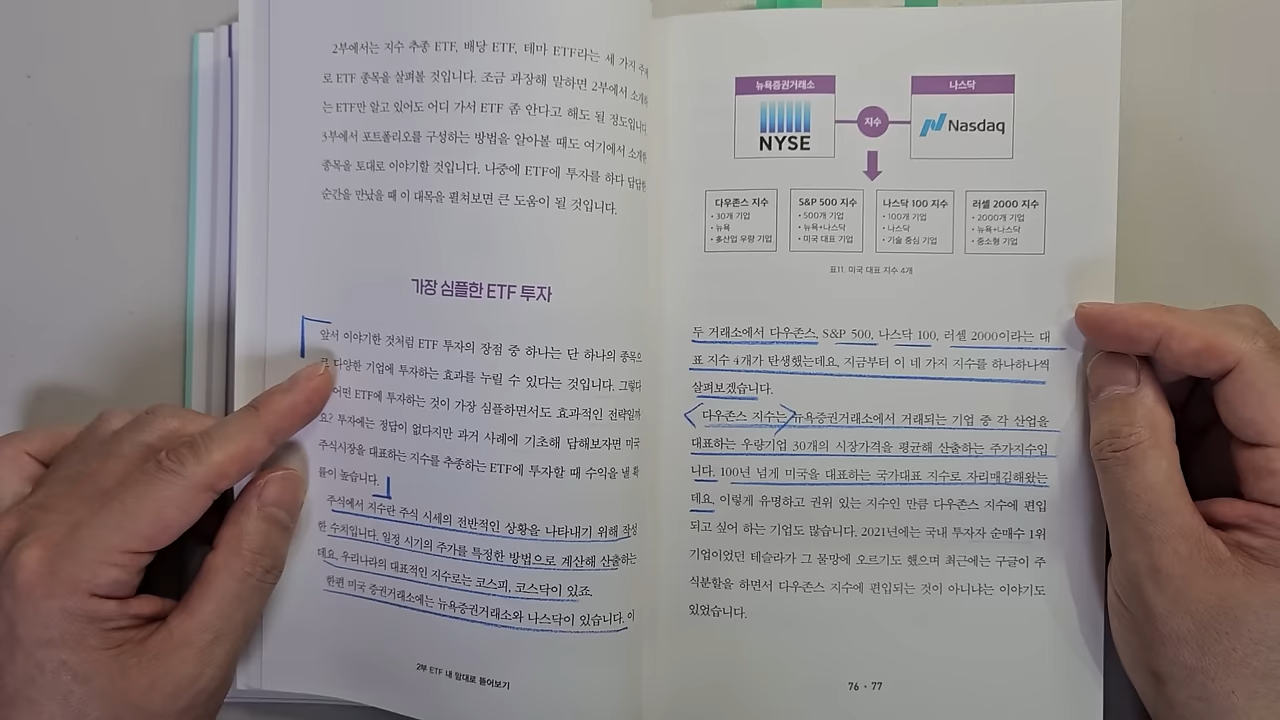 2부에서는 지수 추종 ETF, 배당 ETF, 테마 ETF라는 세 가지
로 ETF 종목을 살펴볼 것입니다. 조금 과장해 말하면 2부에서
는 ETF만 알고 있어도 어디 가서 ETF 좀 안다고 해도 될 정도입니다
3부에서 포트폴리오를 구성하는 방법을 알아볼 때도 여기에서
종목을 토대로 이야기할 것입니다. 나중에 ETF에 투자를 하다
순간을 만났을 때 이 대목을 펼쳐보면 큰 도움이 될 것입니다.
가장 심플한 ETF 투자
앞서 이야기한 것처럼 ETF 투자의 장점 중 하나는 단 하나의 종목으
로 다양한 기업에 투자하는 효과를 누릴 수 있다는 것입니다. 그렇다
어떤 ETF에 투자하는 것이 가장 심플하면서도 효과적인 전략일까
요? 투자에는 정답이 없다지만 과거 사례에 기초해 답해보자면 미국
주식시장을 대표하는 지수를 추종하는 ETF에 투자할 때 수익을 낼 확
률이 높습니다.
주식에서 지수란 주식 시세의 전반적인 상황을 나타내기 위해 작성
한 수치입니다. 일정 시기의 주가를 특정한 방법으로 계산해 산출하는
데요. 우리나라의 대표적인 지수로는 코스피, 코스닥이 있죠.
한편 미국 증권거래소에는 뉴욕증권거래소와 나스닥이 있습니다. 이
2부 ETF 내 맘대로 뜯어보기
뉴욕증권거래소
NYSE
지수
나스닥
Nasdaq
다우존스 지수
• 30개 기업
• 뉴욕
• 多산업 우량 기업
S&P 500 지수
• 500개 기업
• 뉴욕+나스닥
• 미국 대표 기업
나스닥 100 지수
• 100개 기업
• 나스닥
• 기술 중심 기업
러셀 2000 지수
• 2000개 기업
• 뉴욕+나스닥
• 중소형 기업
표11. 미국 대표 지수 4개
두 거래소에서 다우존스, S&P 500, 나스닥 100, 러셀 2000이라는 대
표 지수 4개가 탄생했는데요, 지금부터 이 네 가지 지수를 하나하나씩
살펴보겠습니다.
다우존스 지수는 뉴욕증권거래소에서 거래되는 기업 중 각 산업을
대표하는 우량기업 30개의 시장가격을 평균해 산출하는 주가지수입
니다. 100년 넘게 미국을 대표하는 국가대표 지수로 자리매김해왔는
데요, 이렇게 유명하고 권위 있는 지수인 만큼 다우존스 지수에 편입
되고 싶어 하는 기업도 많습니다. 2021년에는 국내 투자자 순매수 1위
기업이었던 테슬라가 그 물망에 오르기도 했으며 최근에는 구글이 주
식분할을 하면서 다우존스 지수에 편입되는 것이 아니냐는 이야기도
있었습니다.
76 • 77